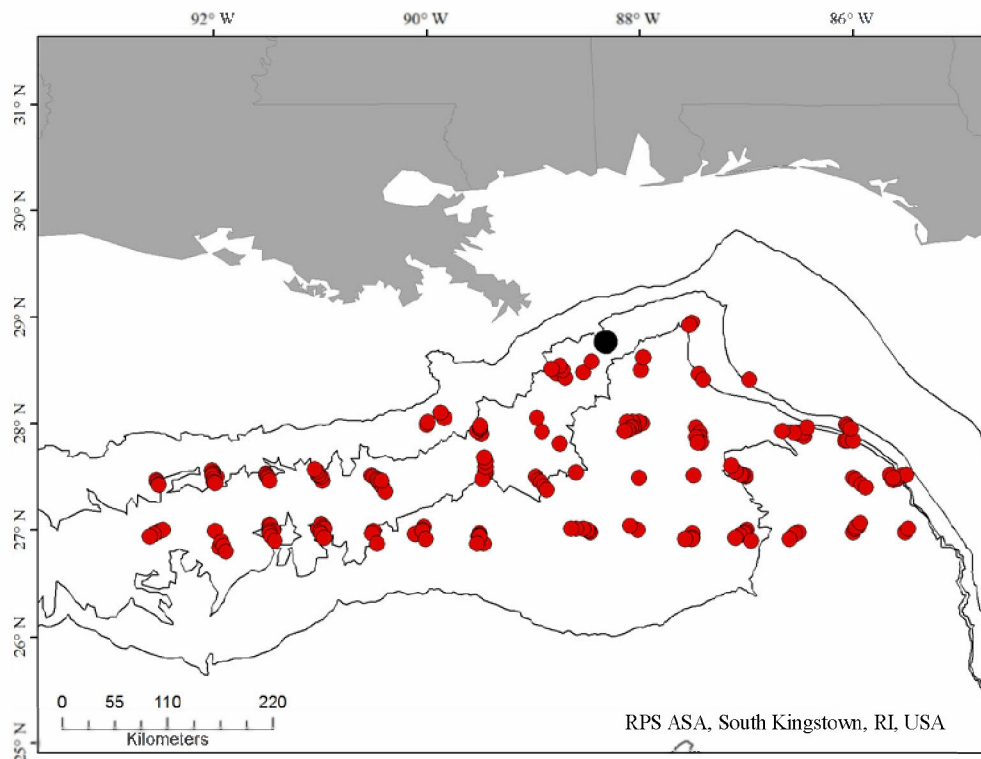 92° W 90° W 88° W 86° W
31° N
30° N
29° N
28° N
27° N
26° N
25° N
0 55 110 220
Kilometers
RPS ASA, South Kingstown, RI, USA